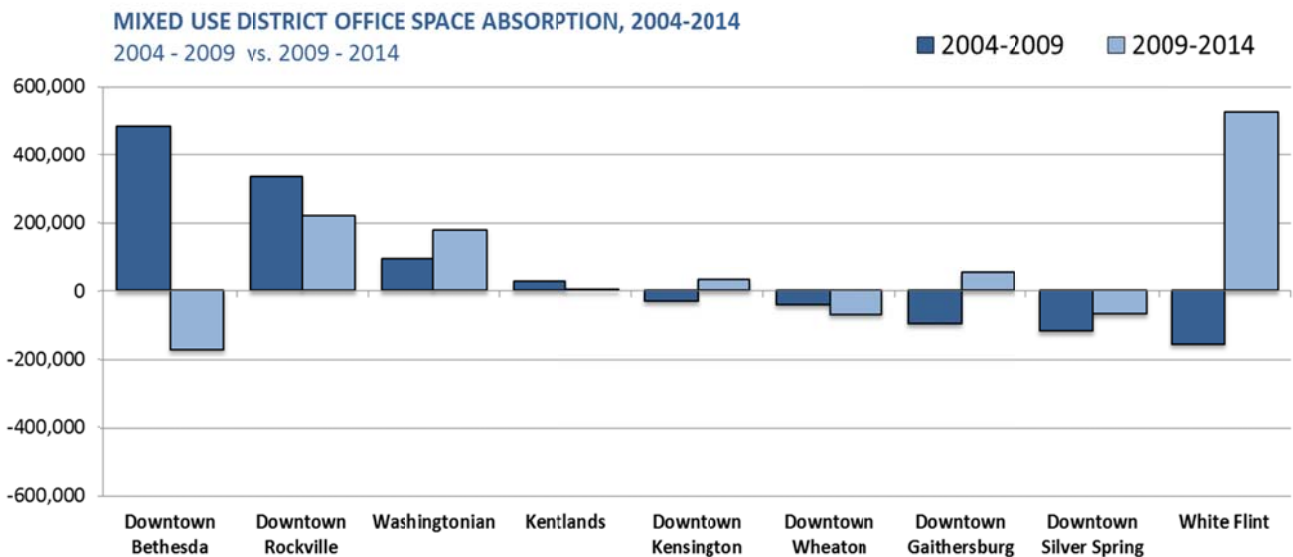 MIXED USE DISTRICT OFFICE SPACE ABSORPTION, 2004-2014
2004 - 2009 vs. 2009 - 2014
2004-2009
2009-2014
600,000
400,000
200,000
0
-200,000
-400,000
-600,000
Downtown
Bethesda
Downtown
Rockville
Washingtonian
Kentlands
Downtown
Kensington
Downtown
Wheaton
Downtown
Gaithersburg
Downtown
Silver Spring
White Flint